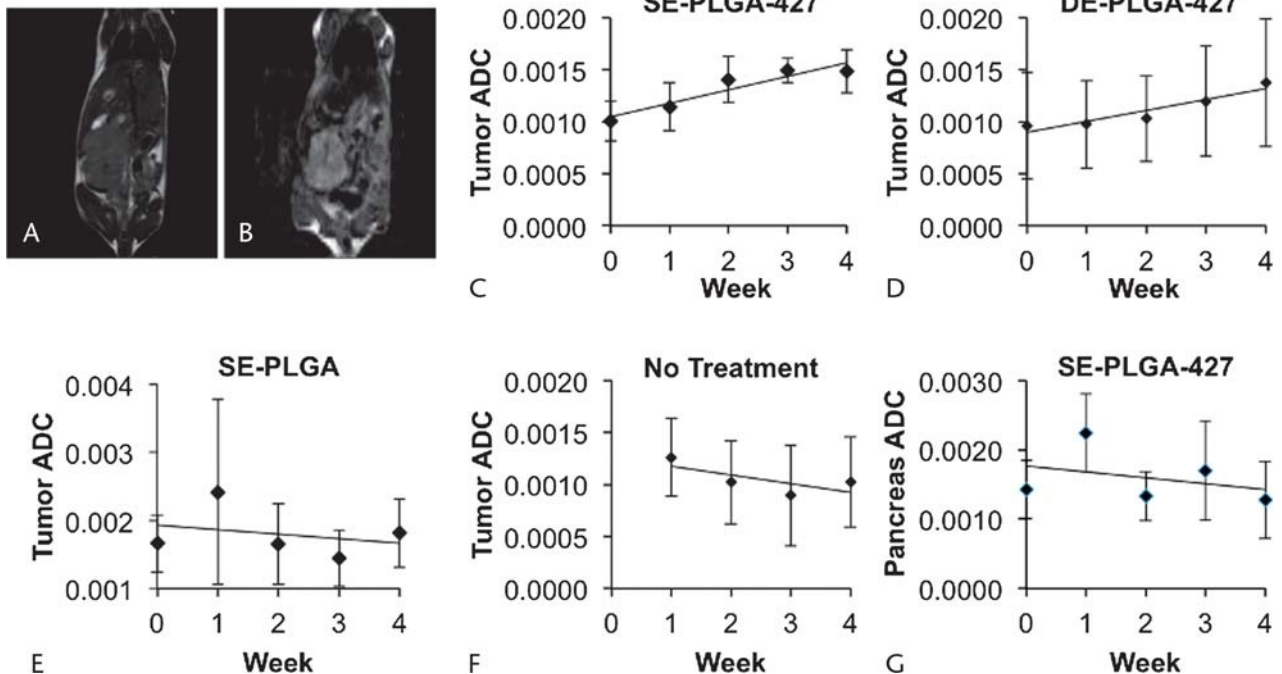 A
B
SE-PLGA-427
Tumor ADC
0.0020
0.0015
0.0010
0.0005
0.0000
0 1 2 3 4
Week
C
DE-PLGA-427
Tumor ADC
0.0020
0.0015
0.0010
0.0005
0.0000
0 1 2 3 4
Week
D
SE-PLGA
Tumor ADC
0.004
0.003
0.002
0.001
0 1 2 3 4
Week
E
No Treatment
Tumor ADC
0.0020
0.0015
0.0010
0.0005
0.0000
0 1 2 3 4
Week
F
SE-PLGA-427
Pancreas ADC
0.0030
0.0020
0.0010
0.0000
0 1 2 3 4
Week
G